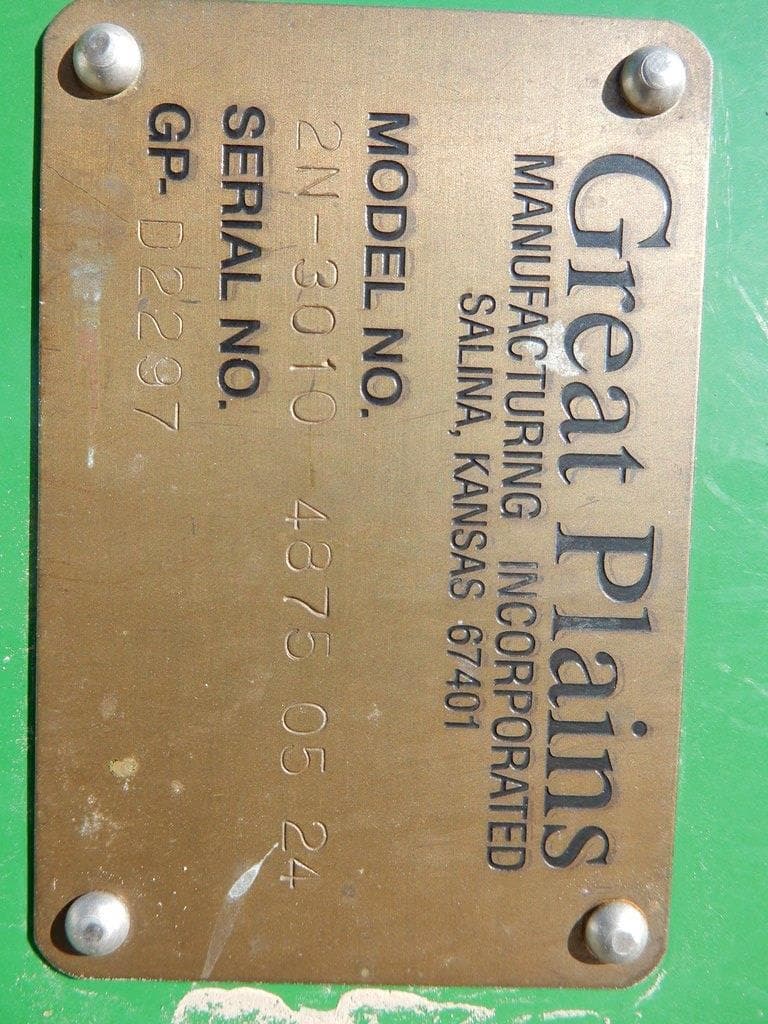 Great Plains
MANUFACTURING INCORPORATED
SALINA, KANSAS 67401
MODEL NO.
2N-3010 4875 05 24
SERIAL NO.
GP- D2297